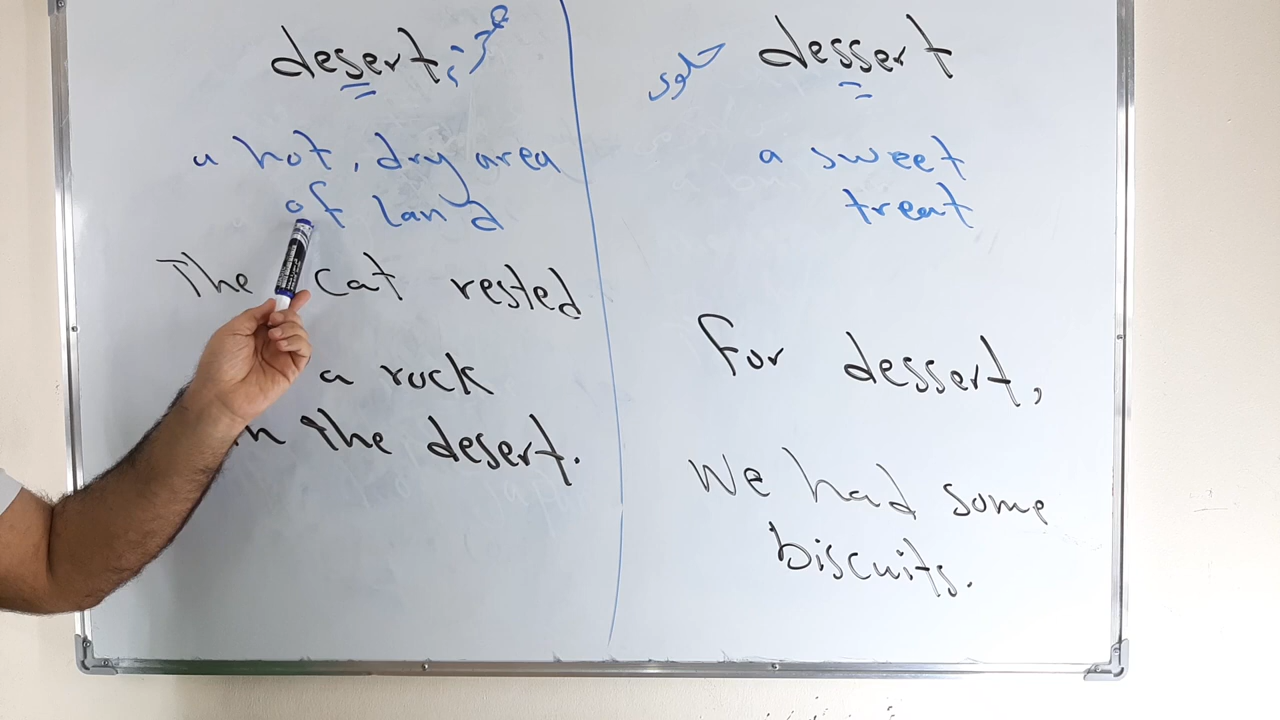 desert
a hot, dry area
of land
The cat rested
a rock
the desert.
dessert حلوى
a sweet
treat
For dessert,
we had some
biscuits.